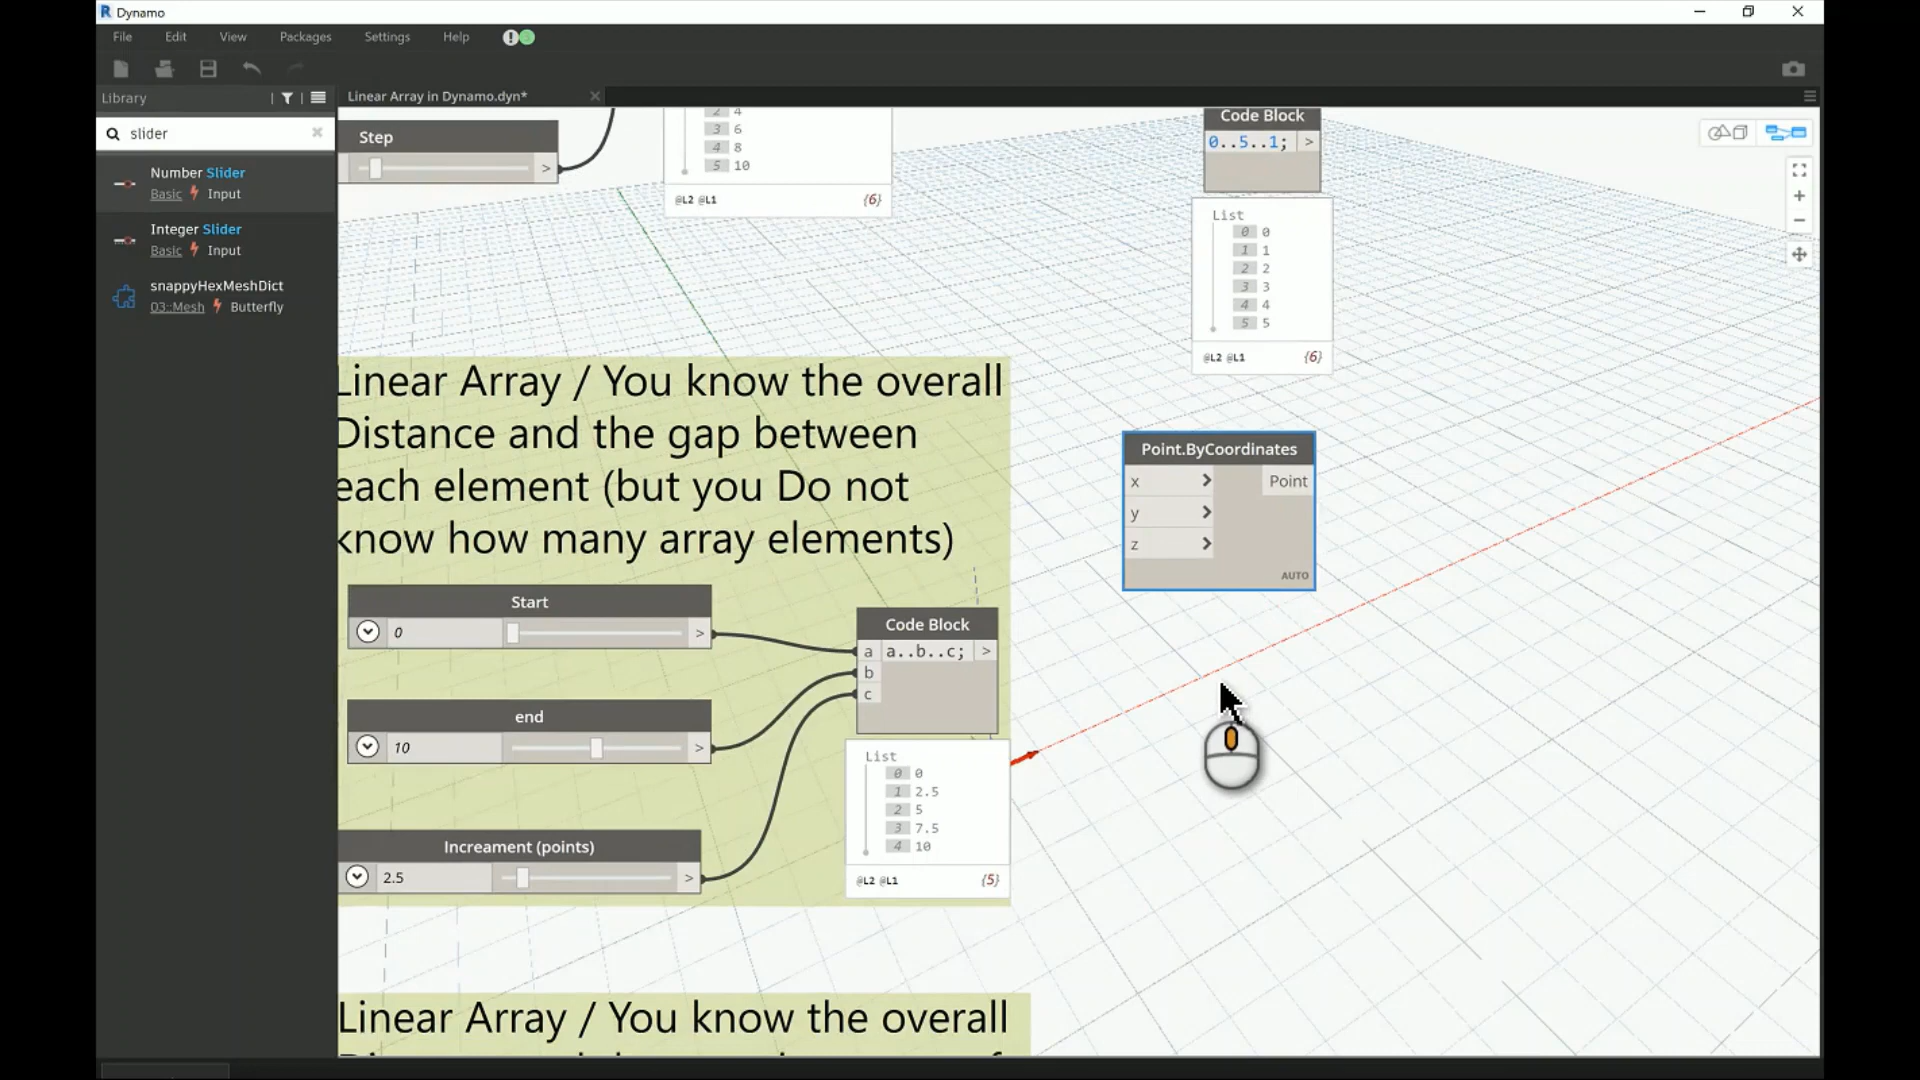 R Dynamo
File Edit View Packages Settings Help
Library
Linear Array in Dynamo.dyn*
slider
Number Slider
Basic Input
Integer Slider
Basic Input
snappyHexMeshDict
03::Mesh Butterfly
Step
>
2 4
3 6
4 8
5 10
@L2 @L1 {6}
Code Block
0..5..1; >
List
0 0
1 1
2 2
3 3
4 4
5 5
@L2 @L1 {6}
Linear Array / You know the overall
Distance and the gap between
each element (but you Do not
know how many array elements)
Point.ByCoordinates
x > Point
y >
z >
AUTO
Start
0 >
end
10 >
Increament (points)
2.5 >
Code Block
a a..b..c; >
b
c
List
0 0
1 2.5
2 5
3 7.5
4 10
@L2 @L1 {5}
Linear Array / You know the overall